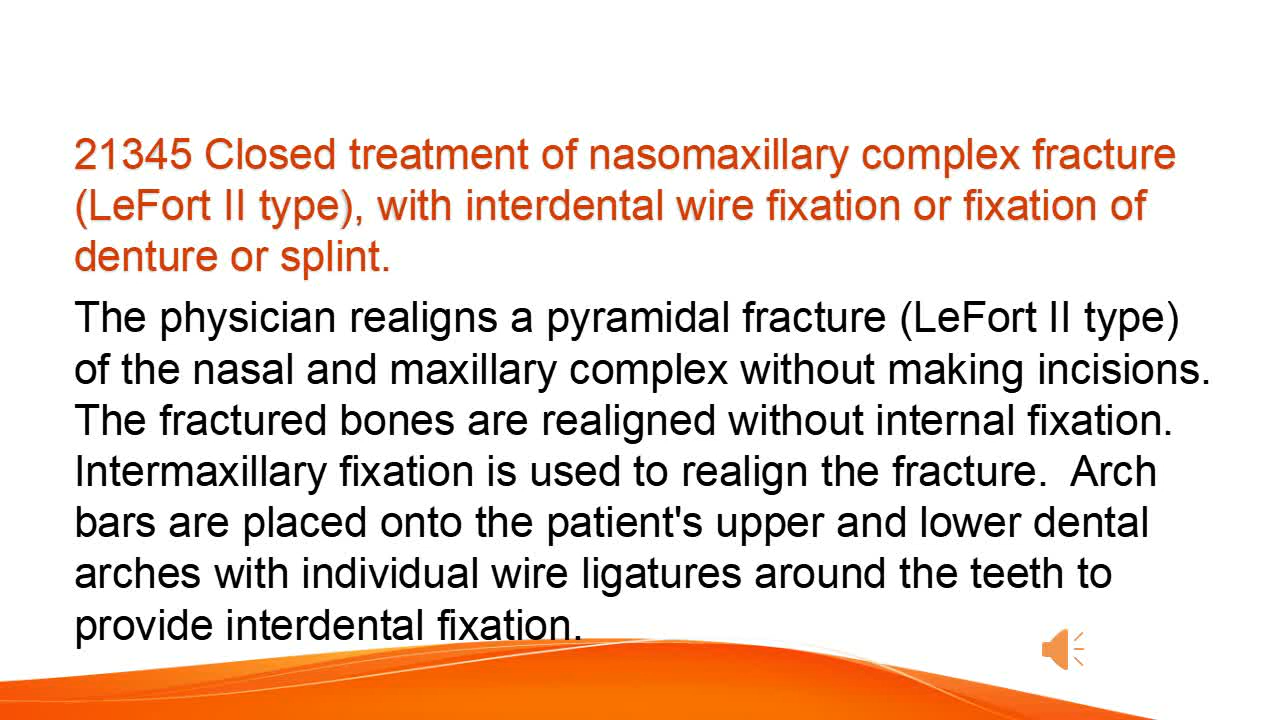 21345 Closed treatment of nasomaxillary complex fracture
(LeFort II type), with interdental wire fixation or fixation of
denture or splint.
The physician realigns a pyramidal fracture (LeFort II type)
of the nasal and maxillary complex without making incisions.
The fractured bones are realigned without internal fixation.
Intermaxillary fixation is used to realign the fracture.  Arch
bars are placed onto the patient's upper and lower dental
arches with individual wire ligatures around the teeth to
provide interdental fixation.